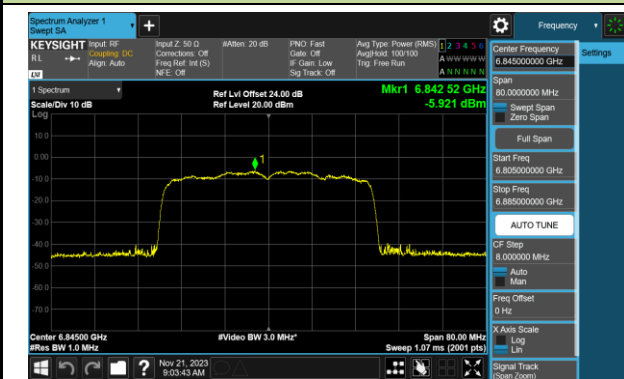 Spectrum Analyzer 1
Swept SA
+
Frequency
KEYSIGHT
RL
LXI
Input: RF
Coupling: DC
Align: Auto
Input Z: 50 Ω
Corrections: Off
Freq Ref: Int (S)
NFE: Off
#Atten: 20 dB
PNO: Fast
Gate: Off
IF Gain: Low
Sig Track: Off
Avg Type: Power (RMS)
Avg|Hold: 100/100
Trig: Free Run
1 2 3 4 5 6
A W W W W W
A N N N N N
Center Frequency
6.845000000 GHz
Settings
Span
80.0000000 MHz
Swept Span
Zero Span
Full Span
Start Freq
6.805000000 GHz
Stop Freq
6.885000000 GHz
AUTO TUNE
CF Step
8.000000 MHz
Auto
Man
Freq Offset
0 Hz
X Axis Scale
Log
Lin
Signal Track
(Span Zoom)
1 Spectrum
Scale/Div 10 dB
Log
Ref Lvl Offset 24.00 dB
Ref Level 20.00 dBm
Mkr1 6.842 52 GHz
-5.921 dBm
10.0
0.00
-10.0
-20.0
-30.0
-40.0
-50.0
-60.0
-70.0
1
Center 6.84500 GHz
#Res BW 1.0 MHz
#Video BW 3.0 MHz*
Span 80.00 MHz
Sweep 1.07 ms (2001 pts)
?
Nov 21, 2023
9:03:43 AM